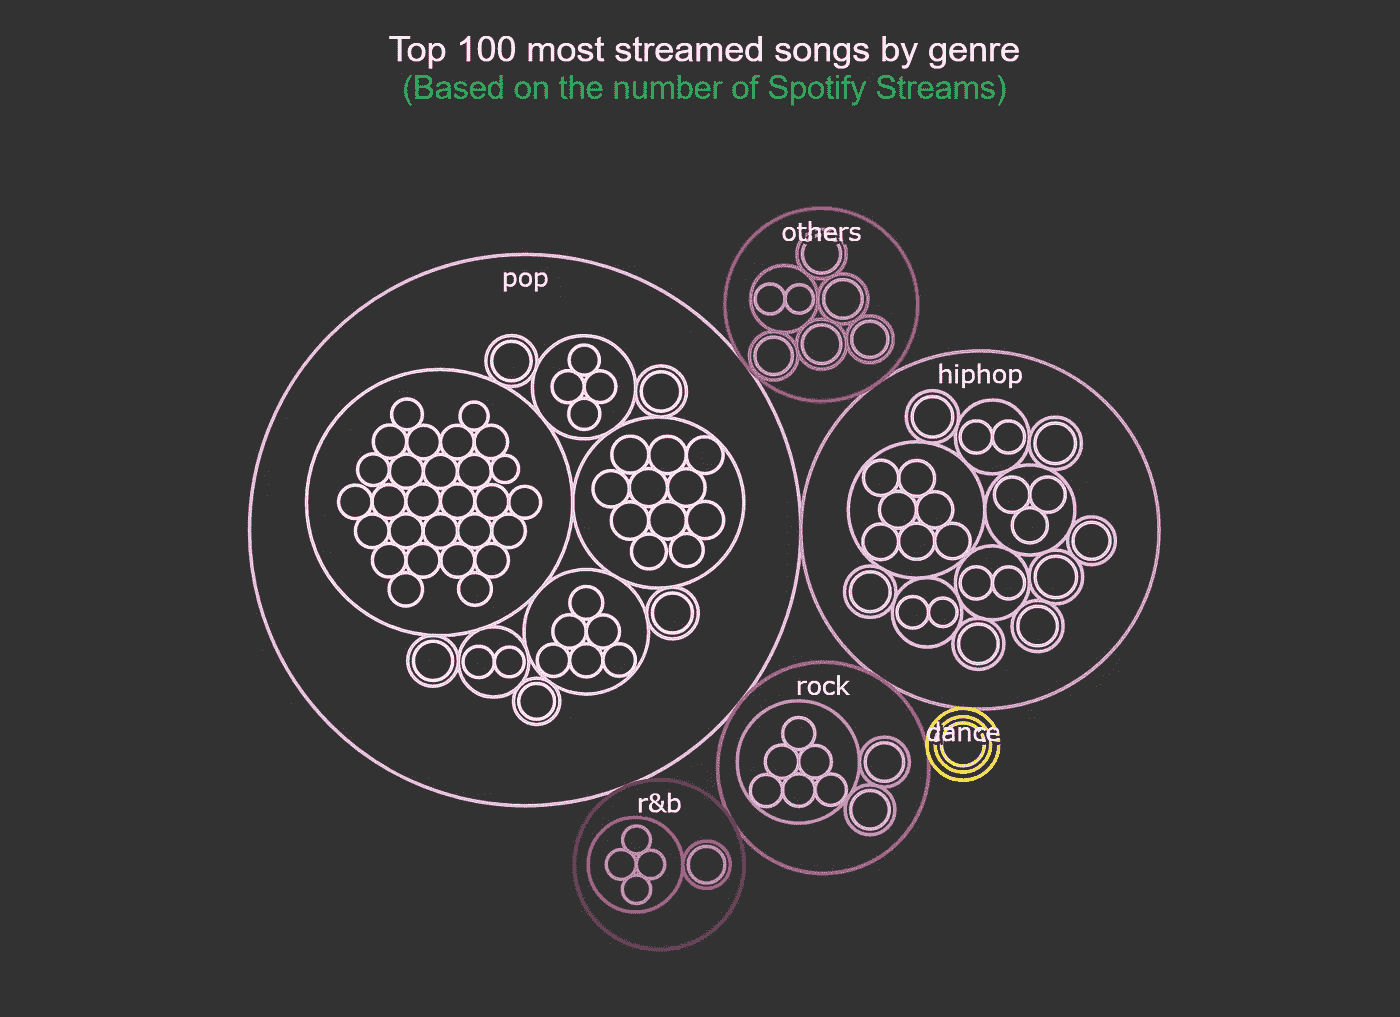 Top 100 most streamed songs by genre
(Based on the number of Spotify Streams)
others
pop
hiphop
rock
dance
r&b